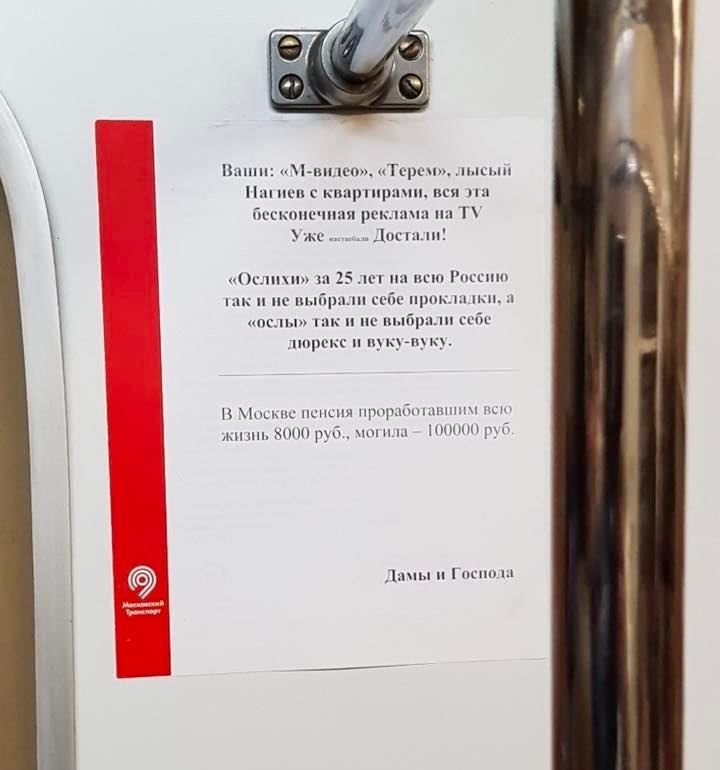 Ваши: «М-видео», «Терем», лысый
Нагиев с квартирами, вся эта
бесконечная реклама на TV
Уже Достали!
«Ослихи» за 25 лет на всю Россию
так и не выбрали себе прокладки, а
«ослы» так и не выбрали себе
дюрекс и вуку-вуку.
В Москве пенсия проработавшим всю
жизнь 8000 руб., могила – 100000 руб.
Дамы и Господа
Московский
Транспорт